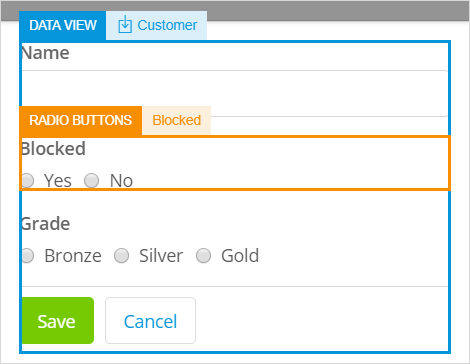 DATA VIEW Customer
Name
RADIO BUTTONS Blocked
Blocked
Yes No
Grade
Bronze Silver Gold
Save Cancel